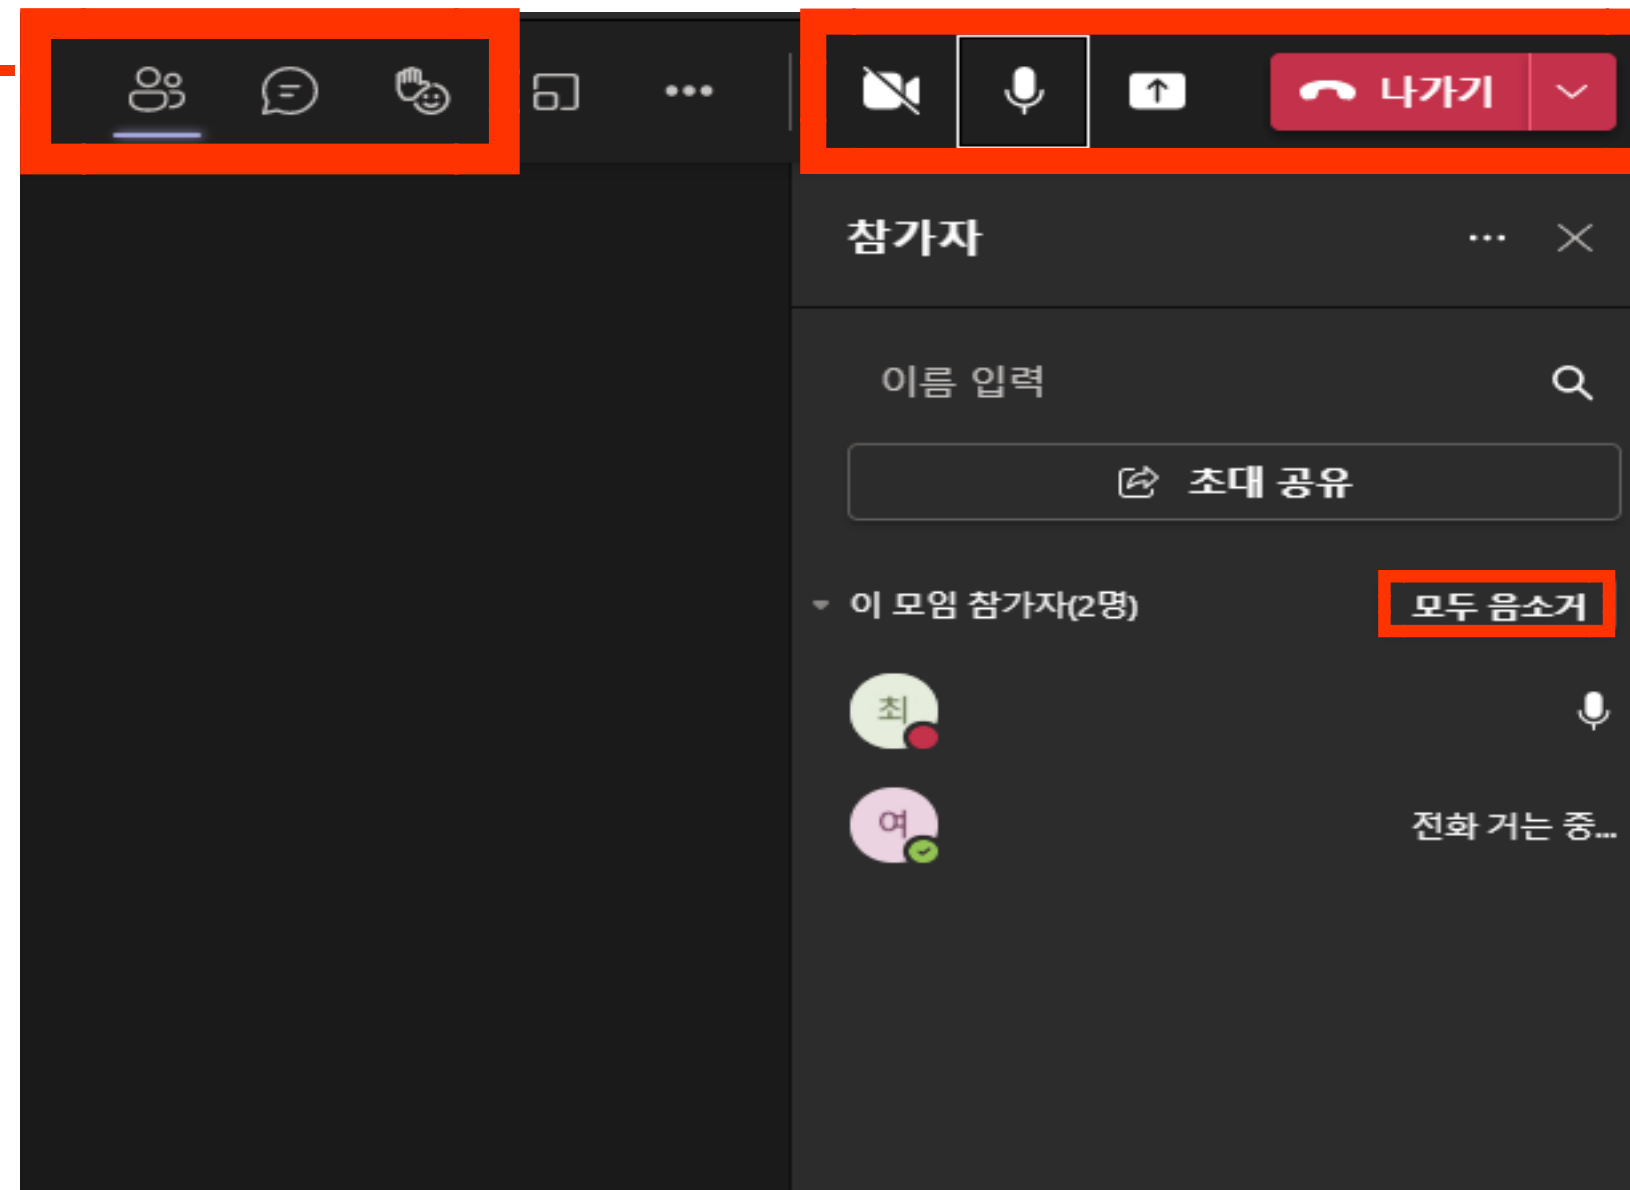 나가기
참가자
이름 입력
초대 공유
이 모임 참가자(2명)
모두 음소거
최
여
전화 거는 중...